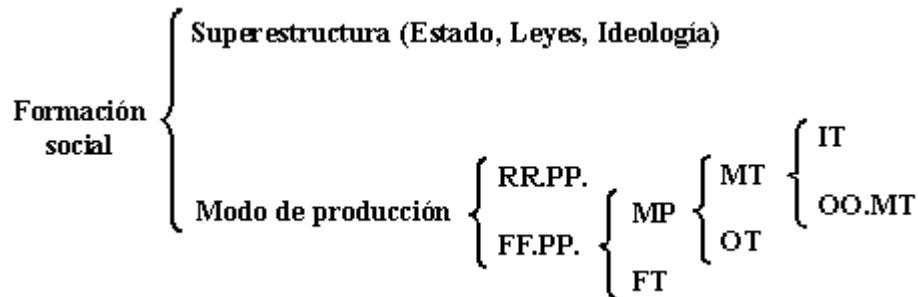 Superestructura (Estado, Leyes, Ideología)
Formación
social
Modo de producción
RR.PP.
FF.PP.
MP
FT
MT
OT
IT
OO.MT